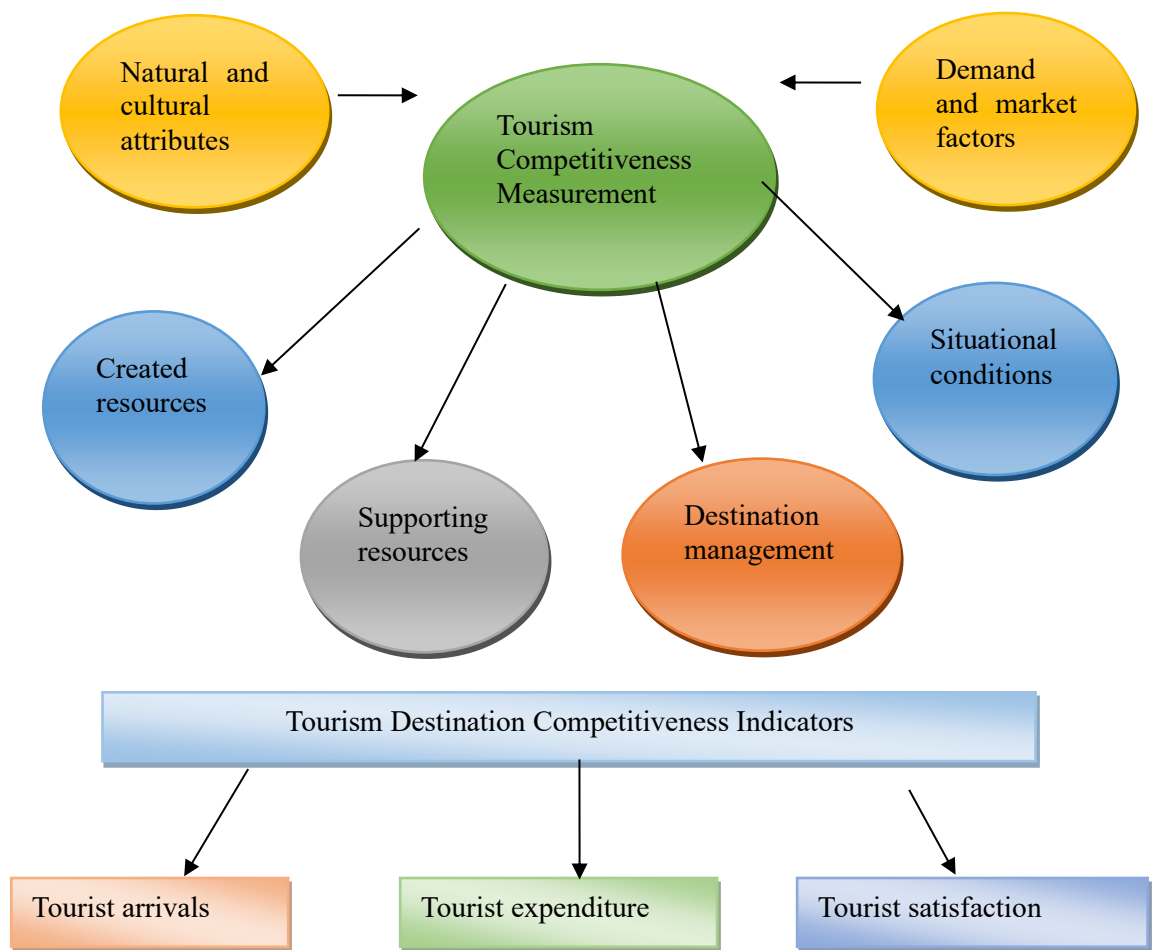 Natural and
cultural
attributes
Demand
and market
factors
Tourism
Competitiveness
Measurement
Created
resources
Situational
conditions
Supporting
resources
Destination
management
Tourism Destination Competitiveness Indicators
Tourist arrivals
Tourist expenditure
Tourist satisfaction